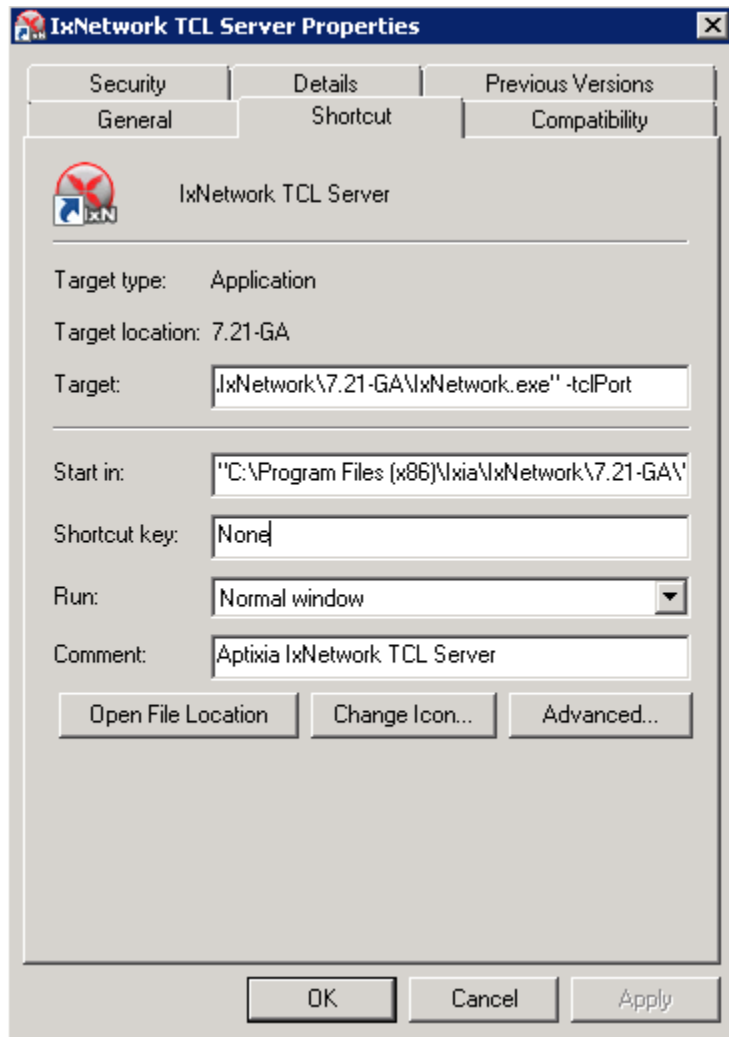 IxNetwork TCL Server Properties
Security Details Previous Versions
General Shortcut Compatibility
IxN IxNetwork TCL Server
Target type: Application
Target location: 7.21-GA
Target: .IxNetwork\7.21-GA\IxNetwork.exe" -tclPort
Start in: "C:\Program Files (x86)\Ixia\IxNetwork\7.21-GA\"
Shortcut key: None
Run: Normal window
Comment: Aptixia IxNetwork TCL Server
Open File Location Change Icon... Advanced...
OK Cancel Apply